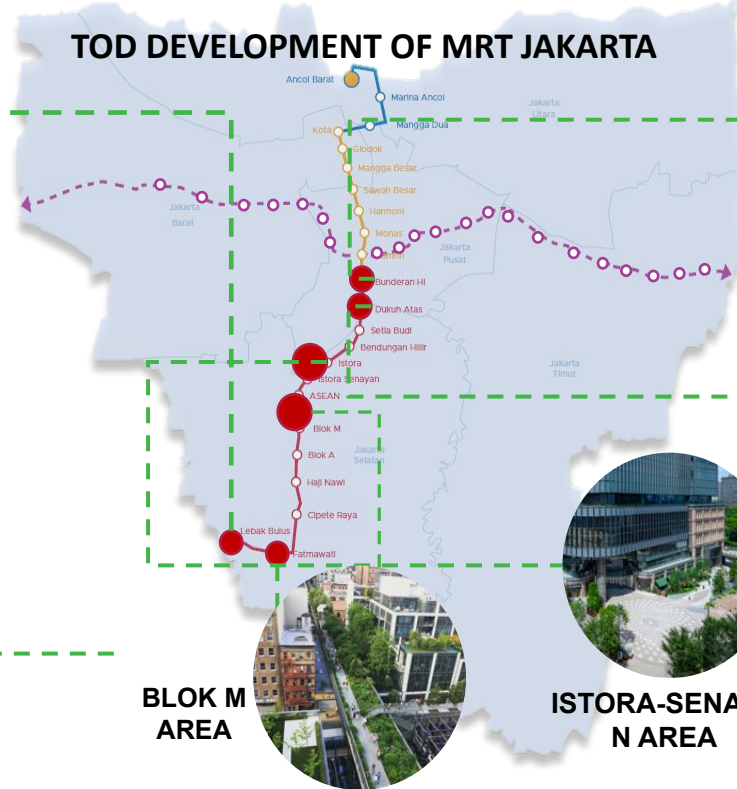 TOD DEVELOPMENT OF MRT JAKARTA
Ancol Barat
Marina Ancol
Jakarta
Utara
Mangga Dua
Kota
Glodok
Mangga Besar
Sawah Besar
Jakarta
Barat
Harmoni
Monas
Jakarta
Pusat
Bunderan HI
Dukuh Atas
Setia Budi
Bendungan Hilir
Istora
Jakarta
Timur
Istora Senayan
ASEAN
Blok M
Jakarta
Selatan
Blok A
Haji Nawi
Cipete Raya
Lebak Bulus
Fatmawati
BLOK M
AREA
ISTORA-SENA
N AREA